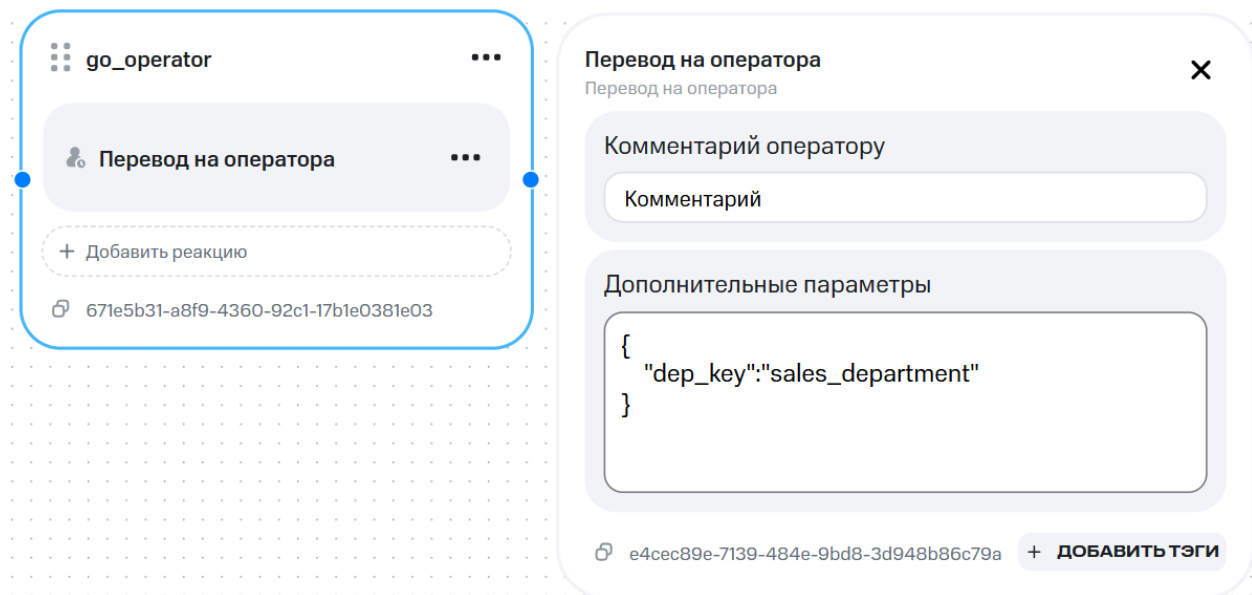 go_operator
Перевод на оператора
+ Добавить реакцию
671e5b31-a8f9-4360-92c1-17b1e0381e03
Перевод на оператора
Перевод на оператора
Комментарий оператору
Комментарий
Дополнительные параметры
{
"dep_key":"sales_department"
}
e4cec89e-7139-484e-9bd8-3d948b86c79a
+ ДОБАВИТЬ ТЭГИ